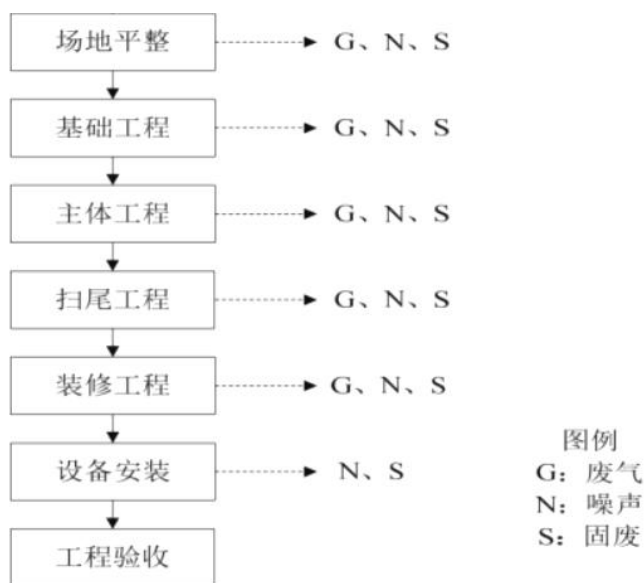 场地平整 G、N、S
基础工程 G、N、S
主体工程 G、N、S
扫尾工程 G、N、S
装修工程 G、N、S
设备安装 N、S
工程验收
图例
G：废气
N：噪声
S：固废